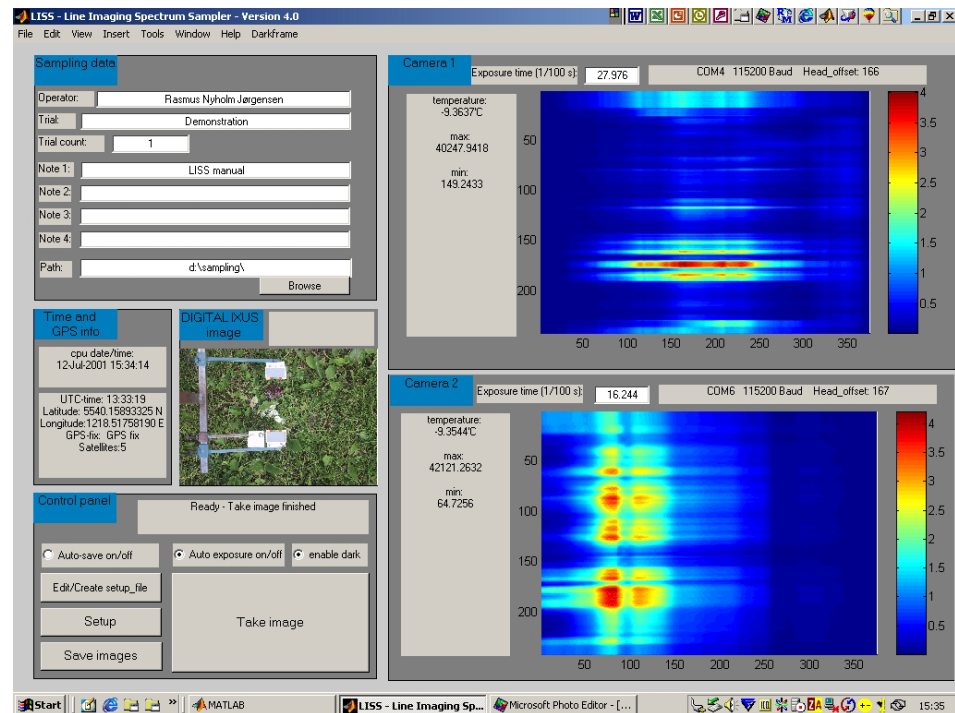 LISS - Line Imaging Spectrum Sampler - Version 4.0
File Edit View Insert Tools Window Help Darkframe
Sampling data
Operator: Rasmus Nyholm Jørgensen
Trial: Demonstration
Trial count: 1
Note 1: LISS manual
Note 2:
Note 3:
Note 4:
Path: d:\sampling\
Browse
Time and
GPS info
cpu date/time:
12-Jul-2001 15:34:14
UTC-time: 13:33:19
Latitude: 5540.15893325 N
Longitude:1218.51758190 E
GPS-fix: GPS fix
Satellites:5
DIGITAL IXUS
image
Control panel
Ready - Take image finished
Auto-save on/off
Auto exposure on/off
enable dark
Edit/Create setup_file
Setup
Save images
Take image
Camera 1
Exposure time (1/100 s): 27.976
COM4 115200 Baud Head_offset: 166
temperature:
-9.3637°C
max:
40247.9418
min:
149.2433
50
100
150
200
50 100 150 200 250 300 350
4
3.5
3
2.5
2
1.5
1
0.5
Camera 2
Exposure time (1/100 s): 16.244
COM6 115200 Baud Head_offset: 167
temperature:
-9.3544°C
max:
42121.2632
min:
64.7256
50
100
150
200
50 100 150 200 250 300 350
4
3.5
3
2.5
2
1.5
1
0.5
Start
MATLAB
LISS - Line Imaging Sp...
Microsoft Photo Editor - [...
15:35